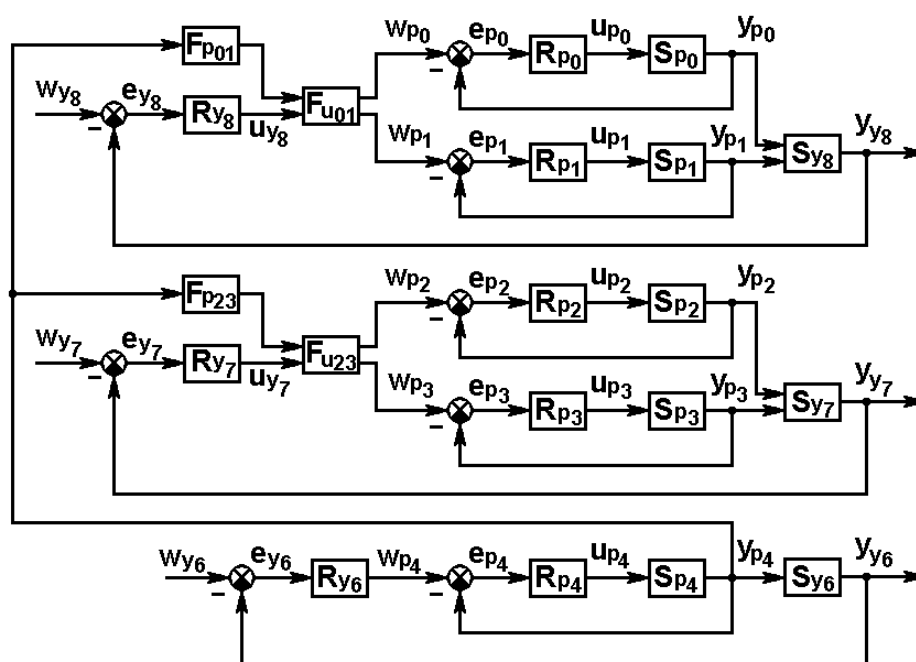 Fp01 wp0 ep0 Rp0 up0 Sp0 yp0
wy8 ey8 Ry8 uy8 Fu01
wp1 ep1 Rp1 up1 Sp1 yp1 Sy8 yy8
Fp23 wp2 ep2 Rp2 up2 Sp2 yp2
wy7 ey7 Ry7 uy7 Fu23
wp3 ep3 Rp3 up3 Sp3 yp3 Sy7 yy7
wy6 ey6 Ry6 wp4 ep4 Rp4 up4 Sp4 yp4 Sy6 yy6